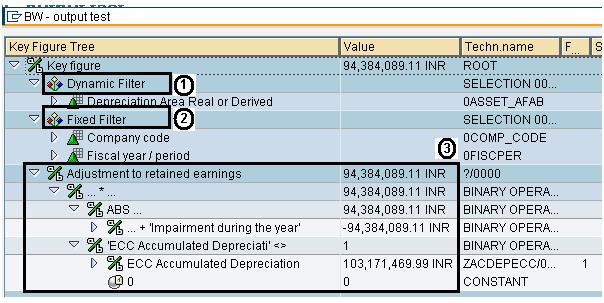 BW - output test
Key Figure Tree Value Techn.name F... S
Key figure 94,384,089.11 INR ROOT
Dynamic Filter 1 SELECTION 00...
Depreciation Area Real or Derived 0ASSET_AFAB
Fixed Filter 2 SELECTION 00...
Company code 0COMP_CODE
Fiscal year / period 3 0FISCPER
Adjustment to retained earnings 94,384,089.11 INR ?/0000
... * ... 94,384,089.11 INR BINARY OPERA...
ABS ... 94,384,089.11 INR BINARY OPERA...
... + 'Impairment during the year' -94,384,089.11 INR BINARY OPERA...
'ECC Accumulated Depreciati' <> 1 BINARY OPERA...
ECC Accumulated Depreciation 103,171,469.99 INR ZACDEPECC/0... 1
0 0 CONSTANT